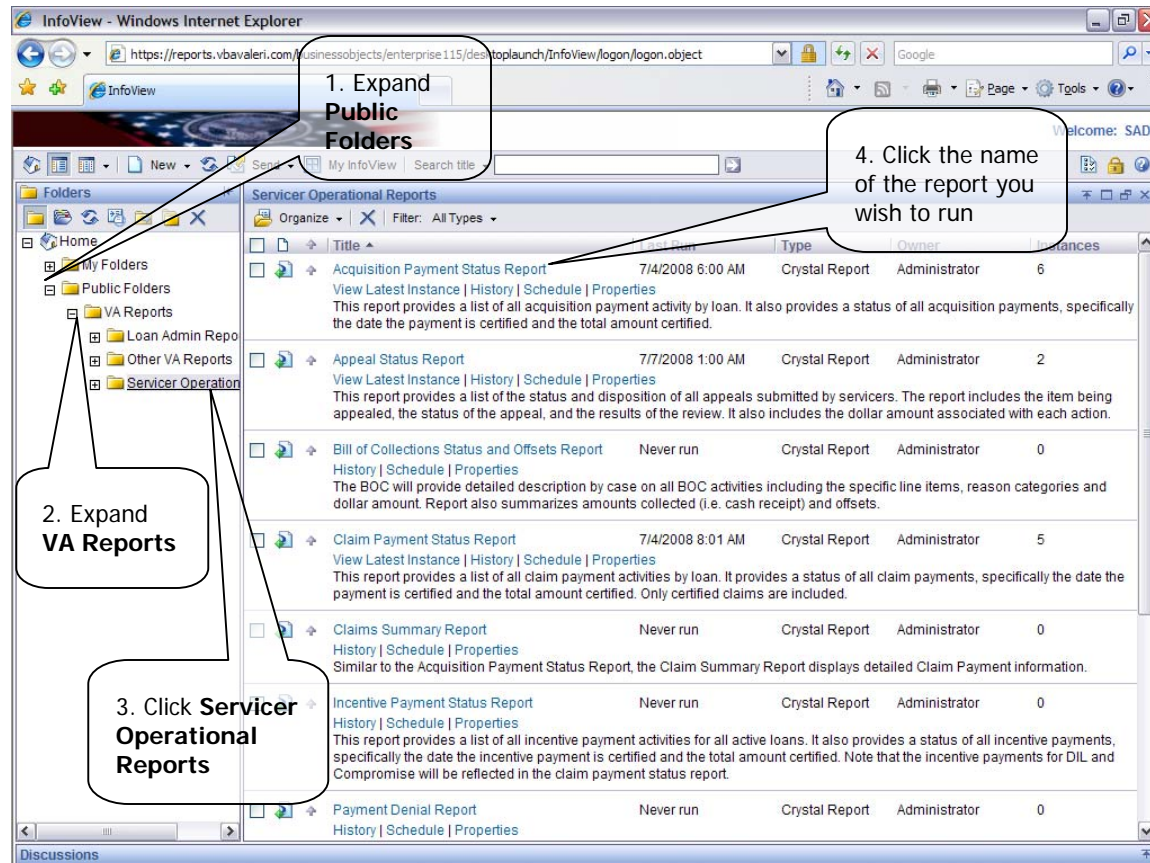 InfoView - Windows Internet Explorer
https://reports.vbavaleri.com/businessobjects/enterprise115/desktoplaunch/InfoView/logon/logon.object
Google
InfoView
Page
Tools
1. Expand
Public
Folders
Welcome: SAD
New
Send
My InfoView
Search title
4. Click the name
of the report you
wish to run
Folders
Home
My Folders
Public Folders
VA Reports
Loan Admin Repo
Other VA Reports
Servicer Operation
2. Expand
VA Reports
3. Click Servicer
Operational
Reports
Servicer Operational Reports
Organize
Filter: All Types
Title Last Run Type Owner Instances
Acquisition Payment Status Report 7/4/2008 6:00 AM Crystal Report Administrator 6
View Latest Instance | History | Schedule | Properties
This report provides a list of all acquisition payment activity by loan. It also provides a status of all acquisition payments, specifically
the date the payment is certified and the total amount certified.
Appeal Status Report 7/7/2008 1:00 AM Crystal Report Administrator 2
View Latest Instance | History | Schedule | Properties
This report provides a list of the status and disposition of all appeals submitted by servicers. The report includes the item being
appealed, the status of the appeal, and the results of the review. It also includes the dollar amount associated with each action.
Bill of Collections Status and Offsets Report Never run Crystal Report Administrator 0
History | Schedule | Properties
The BOC will provide detailed description by case on all BOC activities including the specific line items, reason categories and
dollar amount. Report also summarizes amounts collected (i.e. cash receipt) and offsets.
Claim Payment Status Report 7/4/2008 8:01 AM Crystal Report Administrator 5
View Latest Instance | History | Schedule | Properties
This report provides a list of all claim payment activities by loan. It provides a status of all claim payments, specifically the date the
payment is certified and the total amount certified. Only certified claims are included.
Claims Summary Report Never run Crystal Report Administrator 0
History | Schedule | Properties
Similar to the Acquisition Payment Status Report, the Claim Summary Report displays detailed Claim Payment information.
Incentive Payment Status Report Never run Crystal Report Administrator 0
History | Schedule | Properties
This report provides a list of all incentive payment activities for all active loans. It also provides a status of all incentive payments,
specifically the date the incentive payment is certified and the total amount certified. Note that the incentive payments for DIL and
Compromise will be reflected in the claim payment status report.
Payment Denial Report Never run Crystal Report Administrator 0
History | Schedule | Properties
Discussions